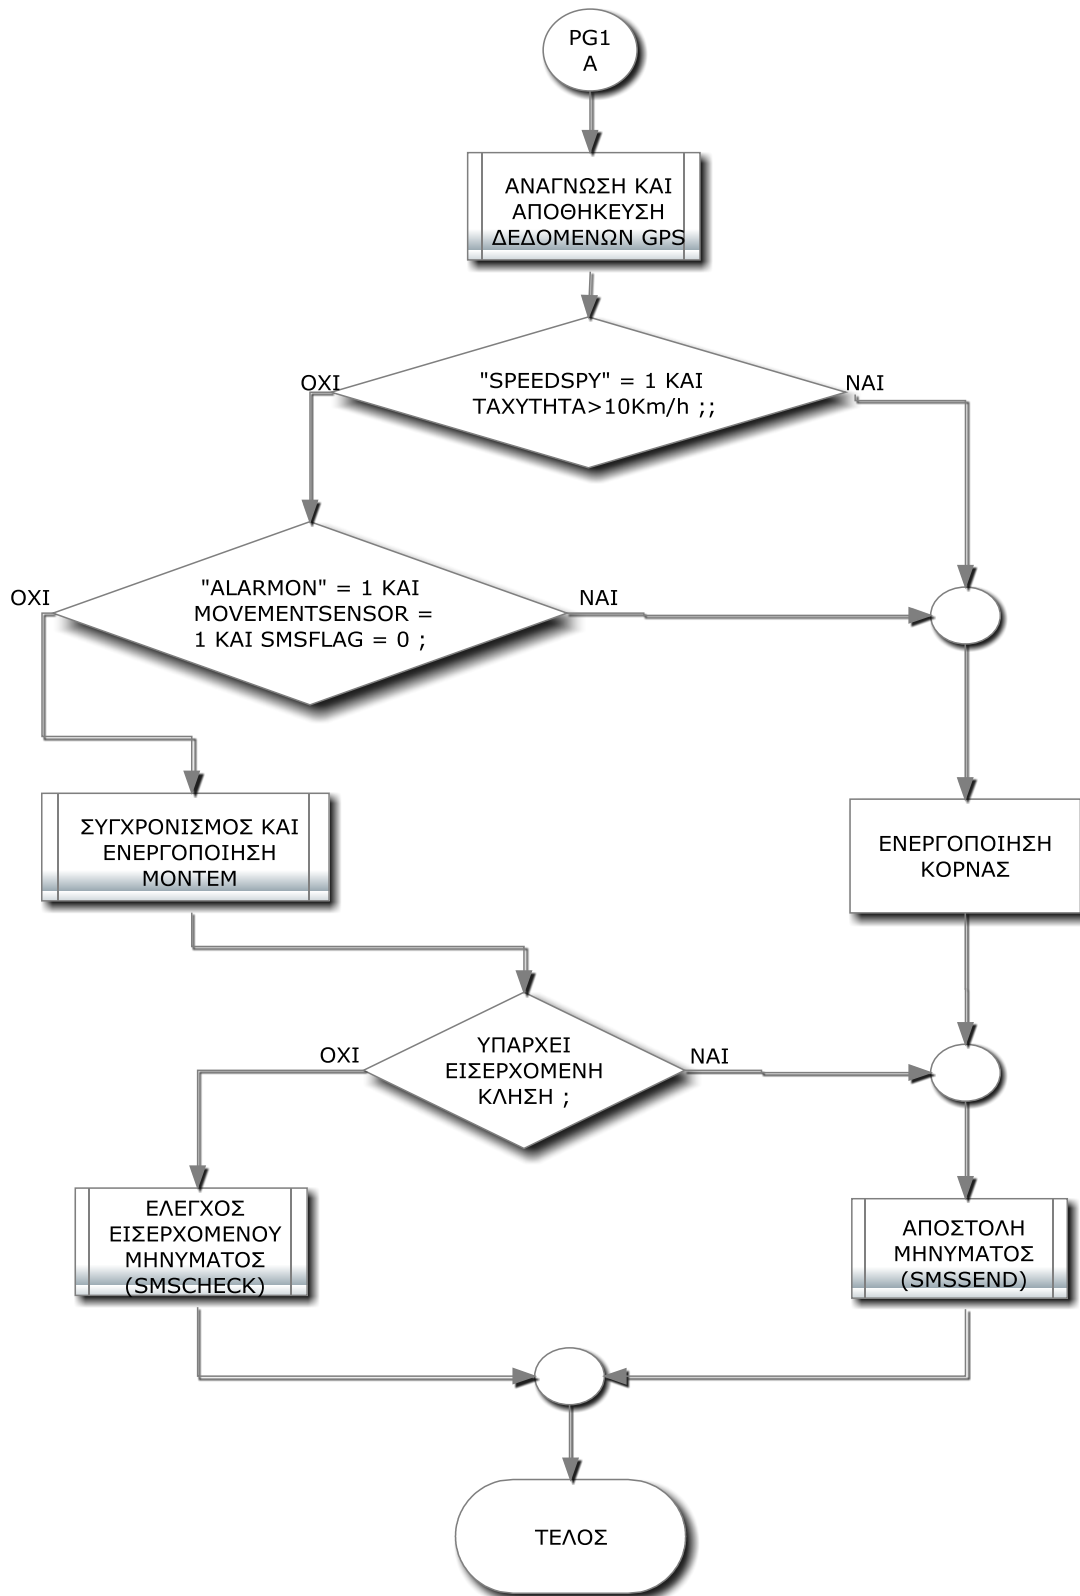 PG1
A
ΑΝΑΓΝΩΣΗ ΚΑΙ
ΑΠΟΘΗΚΕΥΣΗ
ΔΕΔΟΜΕΝΩΝ GPS
ΟΧΙ
"SPEEDSPY" = 1 ΚΑΙ
ΤΑΧΥΤΗΤΑ>10Km/h ;;
ΝΑΙ
ΟΧΙ
"ALARMON" = 1 ΚΑΙ
MOVEMENTSENSOR =
1 ΚΑΙ SMSFLAG = 0 ;
ΝΑΙ
ΣΥΓΧΡΟΝΙΣΜΟΣ ΚΑΙ
ΕΝΕΡΓΟΠΟΙΗΣΗ
ΜΟΝΤΕΜ
ΕΝΕΡΓΟΠΟΙΗΣΗ
ΚΟΡΝΑΣ
ΟΧΙ
ΥΠΑΡΧΕΙ
ΕΙΣΕΡΧΟΜΕΝΗ
ΚΛΗΣΗ ;
ΝΑΙ
ΕΛΕΓΧΟΣ
ΕΙΣΕΡΧΟΜΕΝΟΥ
ΜΗΝΥΜΑΤΟΣ
(SMSCHECK)
ΑΠΟΣΤΟΛΗ
ΜΗΝΥΜΑΤΟΣ
(SMSSEND)
ΤΕΛΟΣ